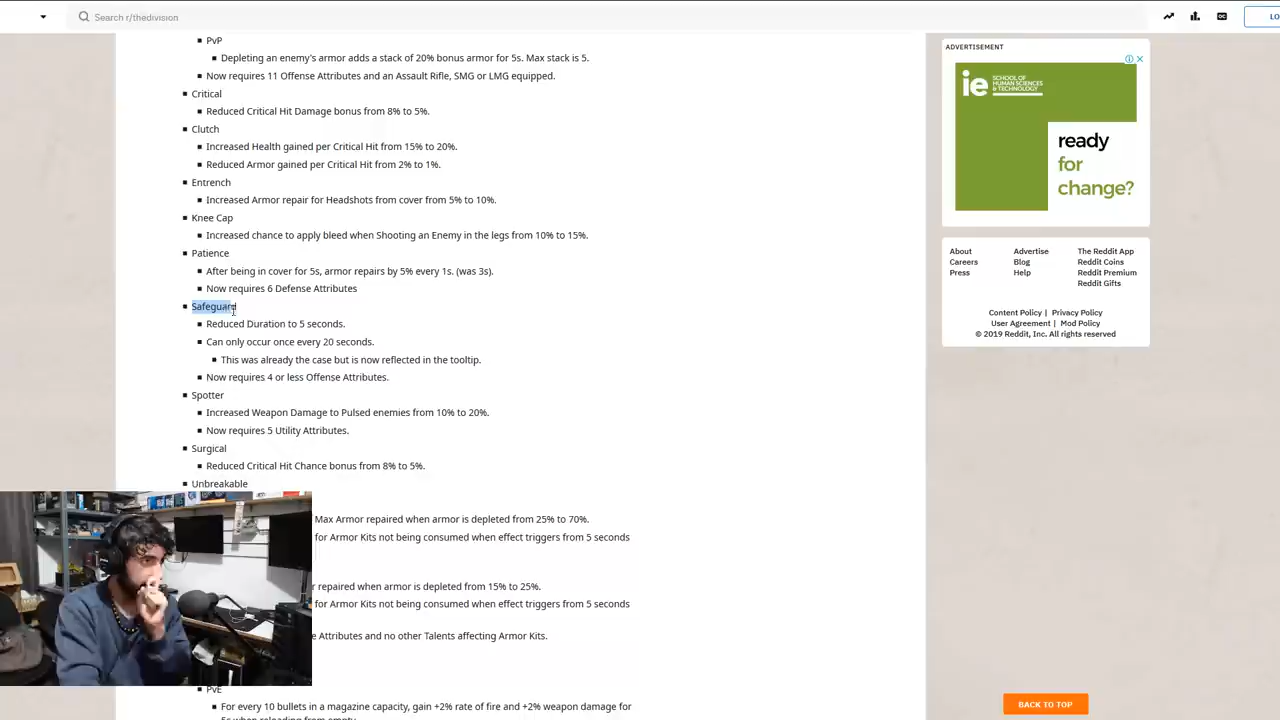 Search r/thedivision
LO
PvP
Depleting an enemy's armor adds a stack of 20% bonus armor for 5s. Max stack is 5.
Now requires 11 Offense Attributes and an Assault Rifle, SMG or LMG equipped.
Critical
Reduced Critical Hit Damage bonus from 8% to 5%.
Clutch
Increased Health gained per Critical Hit from 15% to 20%.
Reduced Armor gained per Critical Hit from 2% to 1%.
Entrench
Increased Armor repair for Headshots from cover from 5% to 10%.
Knee Cap
Increased chance to apply bleed when Shooting an Enemy in the legs from 10% to 15%.
Patience
After being in cover for 5s, armor repairs by 5% every 1s. (was 3s).
Now requires 6 Defense Attributes
Safeguard
Reduced Duration to 5 seconds.
Can only occur once every 20 seconds.
This was already the case but is now reflected in the tooltip.
Now requires 4 or less Offense Attributes.
Spotter
Increased Weapon Damage to Pulsed enemies from 10% to 20%.
Now requires 5 Utility Attributes.
Surgical
Reduced Critical Hit Chance bonus from 8% to 5%.
Unbreakable
Max Armor repaired when armor is depleted from 25% to 70%.
for Armor Kits not being consumed when effect triggers from 5 seconds
r repaired when armor is depleted from 15% to 25%.
for Armor Kits not being consumed when effect triggers from 5 seconds
e Attributes and no other Talents affecting Armor Kits.
PvE
For every 10 bullets in a magazine capacity, gain +2% rate of fire and +2% weapon damage for
5s when reloading from empty.
ADVERTISEMENT
ie SCHOOL OF
HUMAN SCIENCES
& TECHNOLOGY
ready
for
change?
About Advertise The Reddit App
Careers Blog Reddit Coins
Press Help Reddit Premium
Reddit Gifts
Content Policy | Privacy Policy
User Agreement | Mod Policy
© 2019 Reddit, Inc. All rights reserved
BACK TO TOP